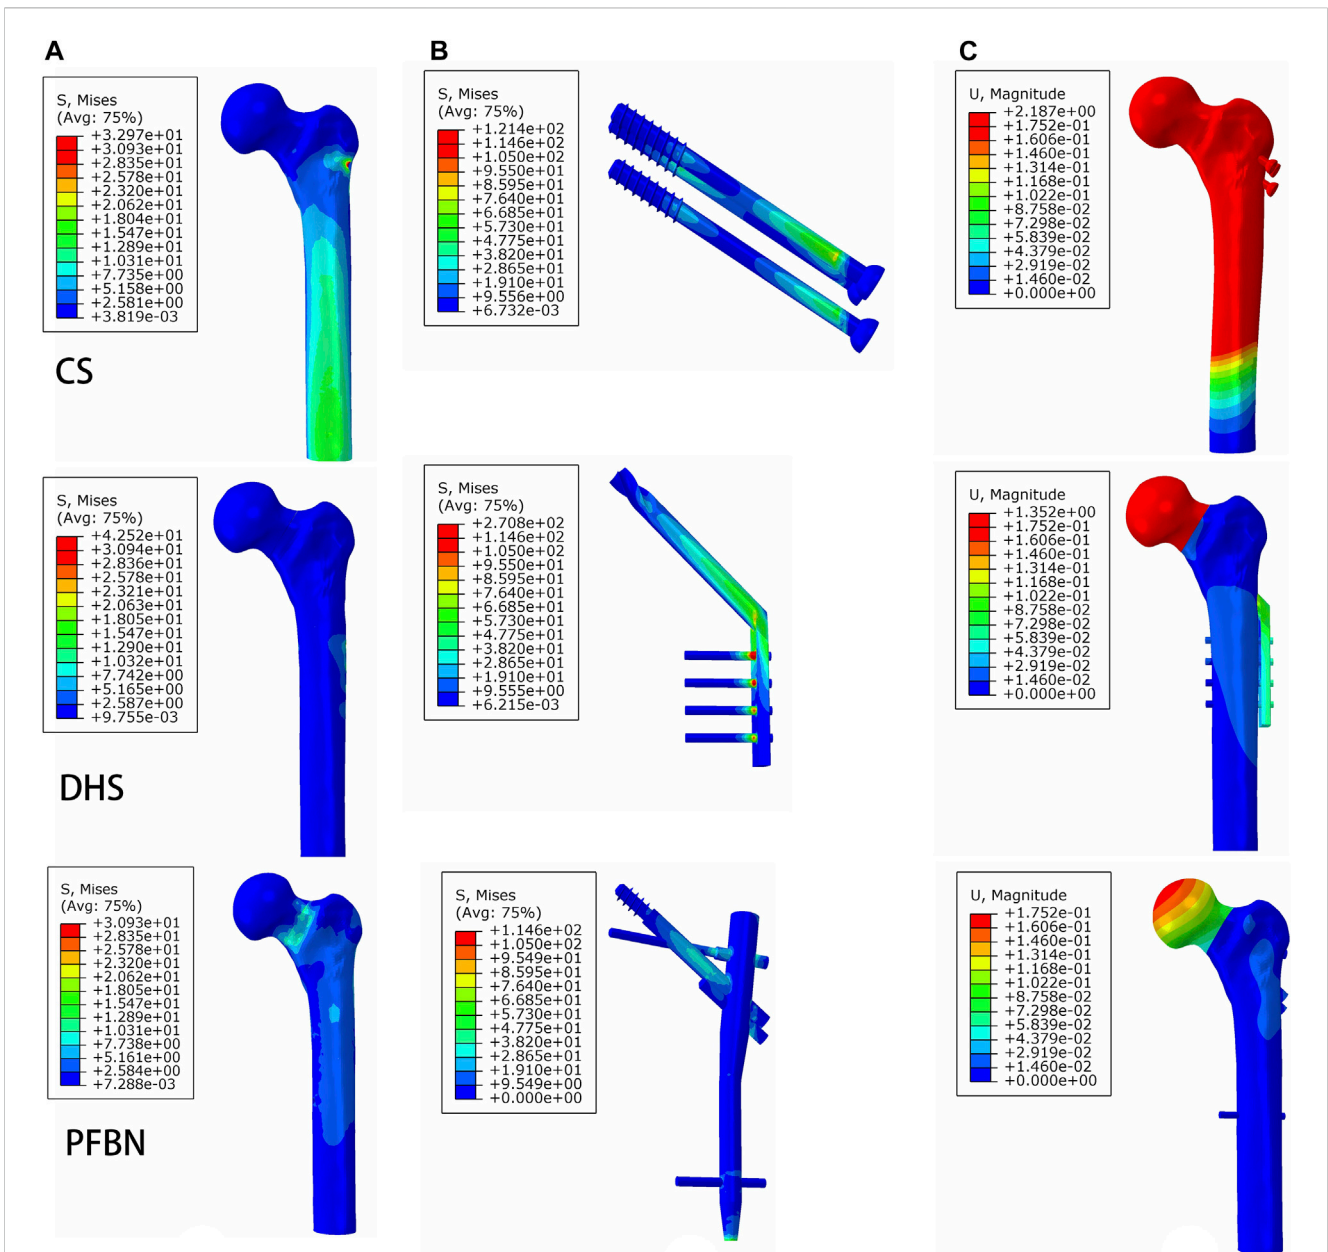 A
B
C
S, Mises
(Avg: 75%)
+3.297e+01
+3.093e+01
+2.835e+01
+2.578e+01
+2.320e+01
+2.062e+01
+1.804e+01
+1.547e+01
+1.289e+01
+1.031e+01
+7.735e+00
+5.158e+00
+2.581e+00
+3.819e-03
CS
S, Mises
(Avg: 75%)
+1.214e+02
+1.146e+02
+1.050e+02
+9.550e+01
+8.595e+01
+7.640e+01
+6.685e+01
+5.730e+01
+4.775e+01
+3.820e+01
+2.865e+01
+1.910e+01
+9.556e+00
+6.732e-03
U, Magnitude
+2.187e+00
+1.752e-01
+1.606e-01
+1.460e-01
+1.314e-01
+1.168e-01
+1.022e-01
+8.758e-02
+7.298e-02
+5.839e-02
+4.379e-02
+2.919e-02
+1.460e-02
+0.000e+00
S, Mises
(Avg: 75%)
+4.252e+01
+3.094e+01
+2.836e+01
+2.578e+01
+2.321e+01
+2.063e+01
+1.805e+01
+1.547e+01
+1.290e+01
+1.032e+01
+7.742e+00
+5.165e+00
+2.587e+00
+9.755e-03
DHS
S, Mises
(Avg: 75%)
+2.708e+02
+1.146e+02
+1.050e+02
+9.550e+01
+8.595e+01
+7.640e+01
+6.685e+01
+5.730e+01
+4.775e+01
+3.820e+01
+2.865e+01
+1.910e+01
+9.555e+00
+6.215e-03
U, Magnitude
+1.352e+00
+1.752e-01
+1.606e-01
+1.460e-01
+1.314e-01
+1.168e-01
+1.022e-01
+8.758e-02
+7.298e-02
+5.839e-02
+4.379e-02
+2.919e-02
+1.460e-02
+0.000e+00
S, Mises
(Avg: 75%)
+3.093e+01
+2.835e+01
+2.578e+01
+2.320e+01
+2.062e+01
+1.805e+01
+1.547e+01
+1.289e+01
+1.031e+01
+7.738e+00
+5.161e+00
+2.584e+00
+7.288e-03
PFBN
S, Mises
(Avg: 75%)
+1.146e+02
+1.050e+02
+9.549e+01
+8.595e+01
+7.640e+01
+6.685e+01
+5.730e+01
+4.775e+01
+3.820e+01
+2.865e+01
+1.910e+01
+9.549e+00
+0.000e+00
U, Magnitude
+1.752e-01
+1.606e-01
+1.460e-01
+1.314e-01
+1.168e-01
+1.022e-01
+8.758e-02
+7.298e-02
+5.839e-02
+4.379e-02
+2.919e-02
+1.460e-02
+0.000e+00